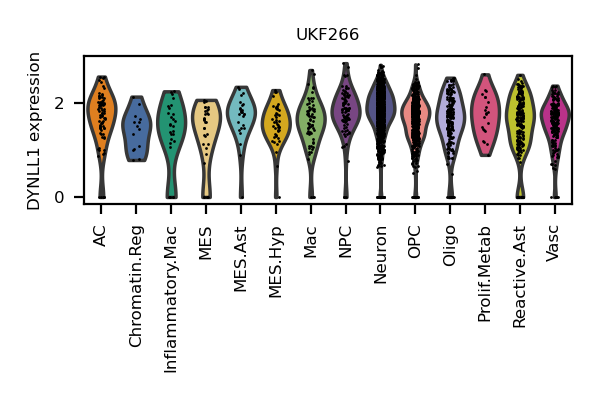 UKF266
DYNLL1 expression
2
0
AC
Chromatin.Reg
Inflammatory.Mac
MES
MES.Ast
MES.Hyp
Mac
NPC
Neuron
OPC
Oligo
Prolif.Metab
Reactive.Ast
Vasc